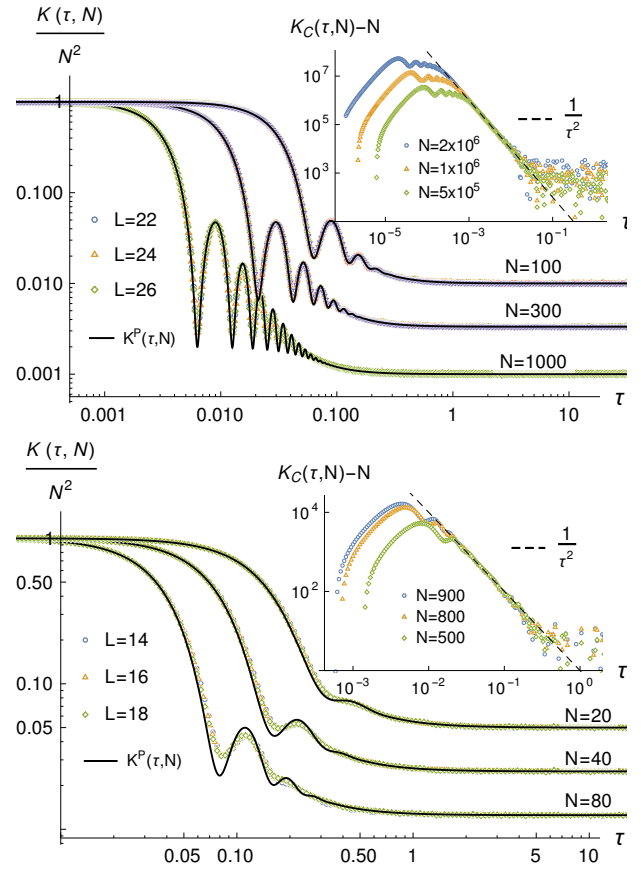 K(τ, N)
N²
K_C(τ,N)–N
10⁷
10⁵
10³
10⁻⁵
10⁻³
10⁻¹
τ
N=2x10⁶
N=1x10⁶
N=5x10⁵
1
τ²
1
0.100
0.010
0.001
L=22
L=24
L=26
Kᴾ(τ,N)
N=100
N=300
N=1000
0.001
0.010
0.100
1
10
τ
K(τ, N)
N²
K_C(τ,N)–N
10⁴
10²
10⁻³
10⁻²
10⁻¹
10⁰
τ
N=900
N=800
N=500
1
τ²
1
0.50
0.10
0.05
L=14
L=16
L=18
Kᴾ(τ,N)
N=20
N=40
N=80
0.05
0.10
0.50
1
5
10
τ